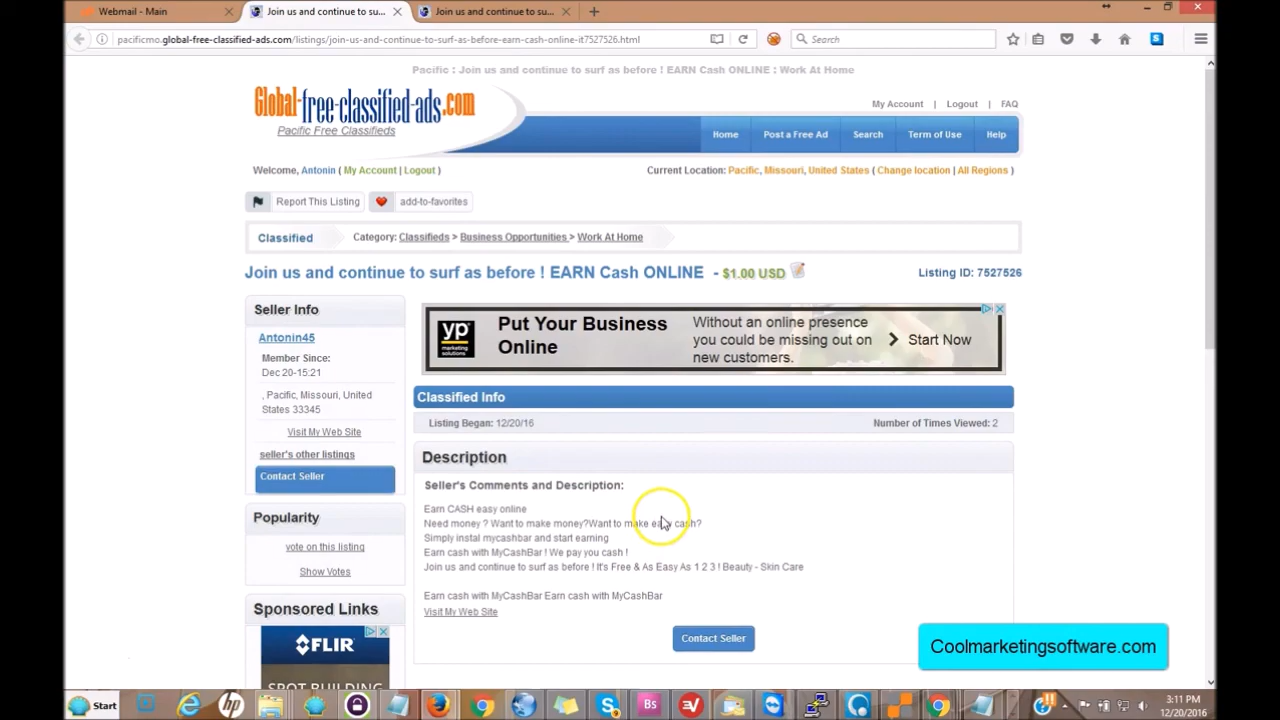 Webmail - Main
Join us and continue to su...
Join us and continue to su...
pacificmo.global-free-classified-ads.com/listings/join-us-and-continue-to-surf-as-before-earn-cash-online-it7527526.html
Search
Pacific : Join us and continue to surf as before ! EARN Cash ONLINE : Work At Home
Global-free-classified-ads.com
Pacific Free Classifieds
My Account | Logout | FAQ
Home Post a Free Ad Search Term of Use Help
Welcome, Antonin ( My Account | Logout )
Current Location: Pacific, Missouri, United States ( Change location | All Regions )
Report This Listing add-to-favorites
Classified Category: Classifieds > Business Opportunities > Work At Home
Join us and continue to surf as before ! EARN Cash ONLINE - $1.00 USD
Listing ID: 7527526
Seller Info
Antonin45
Member Since:
Dec 20-15:21
, Pacific, Missouri, United
States 33345
Visit My Web Site
seller's other listings
Contact Seller
Popularity
vote on this listing
Show Votes
Sponsored Links
FLIR
SPOT BUILDING
yp
marketing
solutions
Put Your Business
Online
Without an online presence
you could be missing out on
new customers.
Start Now
Classified Info
Listing Began: 12/20/16
Number of Times Viewed: 2
Description
Seller's Comments and Description:
Earn CASH easy online
Need money ? Want to make money?Want to make easy cash?
Simply instal mycashbar and start earning
Earn cash with MyCashBar ! We pay you cash !
Join us and continue to surf as before ! It's Free & As Easy As 1 2 3 ! Beauty - Skin Care
Earn cash with MyCashBar Earn cash with MyCashBar
Visit My Web Site
Contact Seller
Coolmarketingsoftware.com
Start
hp
Bs
3:11 PM
12/20/2016